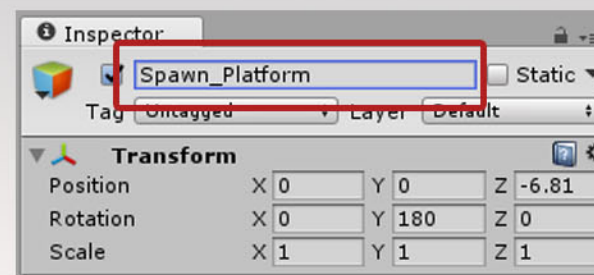 Inspector
Spawn_Platform Static
Tag Untagged Layer Default
Transform
Position X 0 Y 0 Z -6.81
Rotation X 0 Y 180 Z 0
Scale X 1 Y 1 Z 1